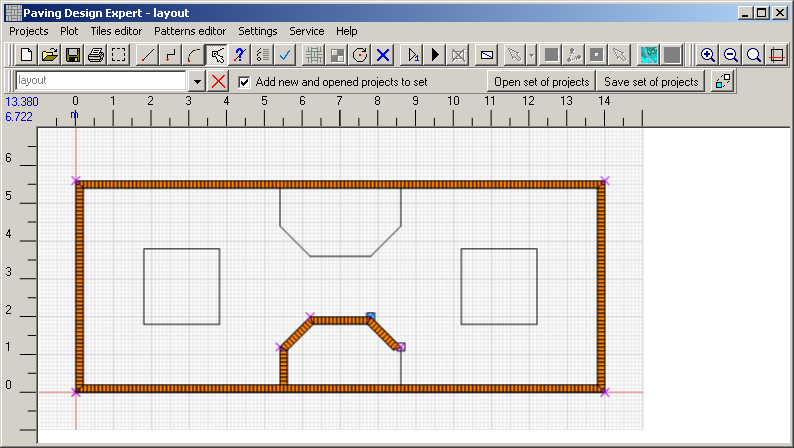 Paving Design Expert - layout
Projects Plot Tiles editor Patterns editor Settings Service Help
layout
Add new and opened projects to set
Open set of projects
Save set of projects
13.380
6.722
m
0 1 2 3 4 5 6 7 8 9 10 11 12 13 14
6
5
4
3
2
1
0